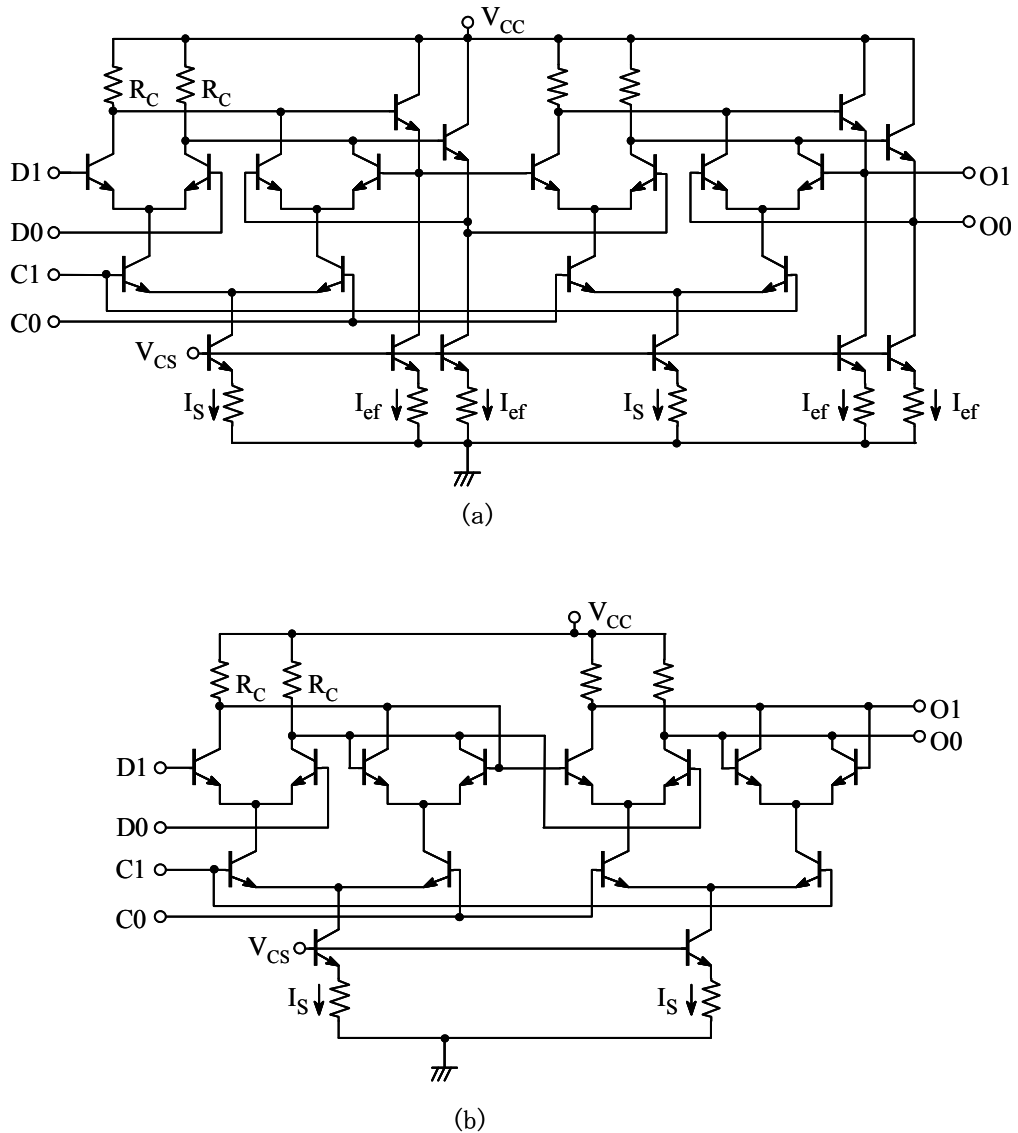 V_CC
R_C R_C
D1 O1
D0 O0
C1
C0
V_CS
I_S I_ef I_ef I_S I_ef I_ef
(a)
V_CC
R_C R_C
O1
O0
D1
D0
C1
C0
V_CS
I_S I_S
(b)